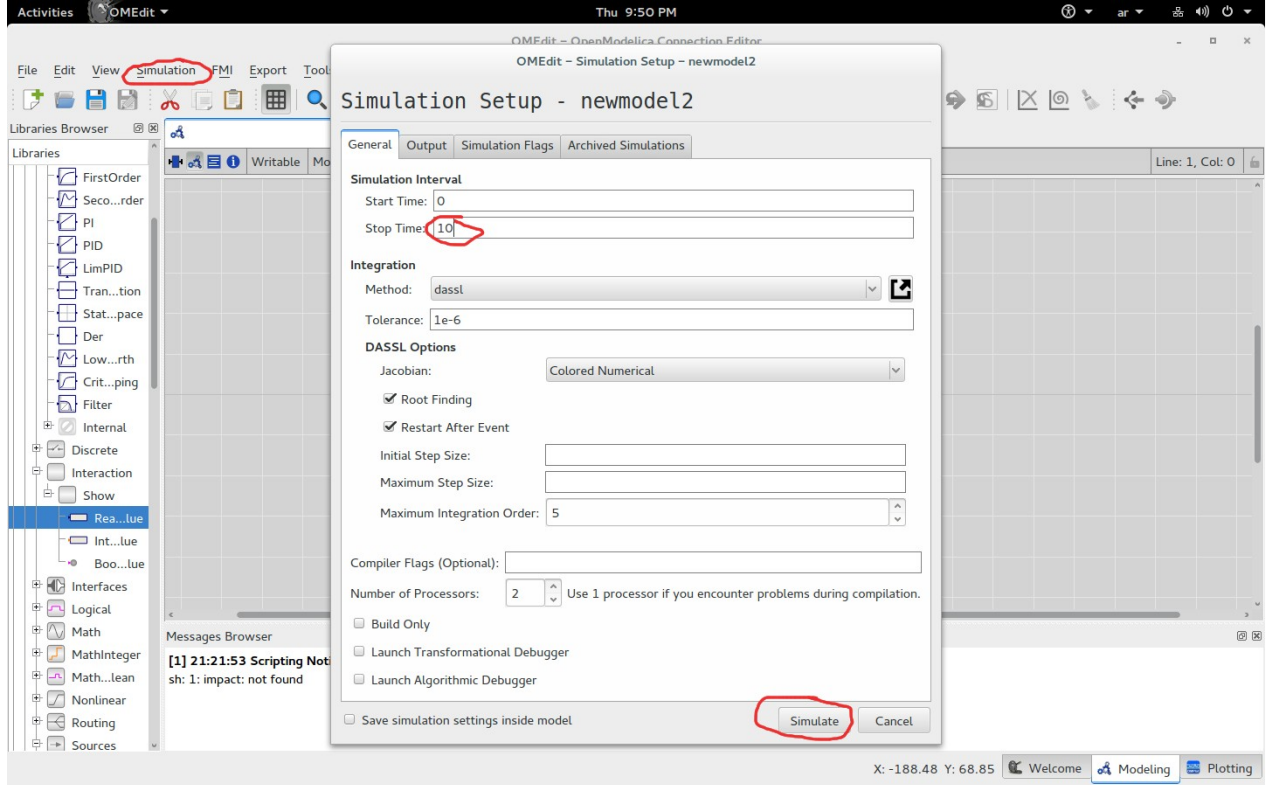 Activities OMEdit Thu 9:50 PM ar
OMEdit – OpenModelica Connection Editor
File Edit View Simulation FMI Export Tool
OMEdit – Simulation Setup – newmodel2
Simulation Setup - newmodel2
Libraries Browser
Libraries
Writable Mo
Line: 1, Col: 0
FirstOrder
Seco...rder
PI
PID
LimPID
Tran...tion
Stat...pace
Der
Low...rth
Crit...ping
Filter
Internal
Discrete
Interaction
Show
Rea...lue
Int...lue
Boo...lue
Interfaces
Logical
Math
MathInteger
Math...lean
Nonlinear
Routing
Sources
General Output Simulation Flags Archived Simulations
Simulation Interval
Start Time: 0
Stop Time: 10
Integration
Method: dassl
Tolerance: 1e-6
DASSL Options
Jacobian: Colored Numerical
Root Finding
Restart After Event
Initial Step Size:
Maximum Step Size:
Maximum Integration Order: 5
Compiler Flags (Optional):
Number of Processors: 2 Use 1 processor if you encounter problems during compilation.
Build Only
Launch Transformational Debugger
Launch Algorithmic Debugger
Save simulation settings inside model Simulate Cancel
Messages Browser
[1] 21:21:53 Scripting Noti
sh: 1: impact: not found
X: -188.48 Y: 68.85 Welcome Modeling Plotting